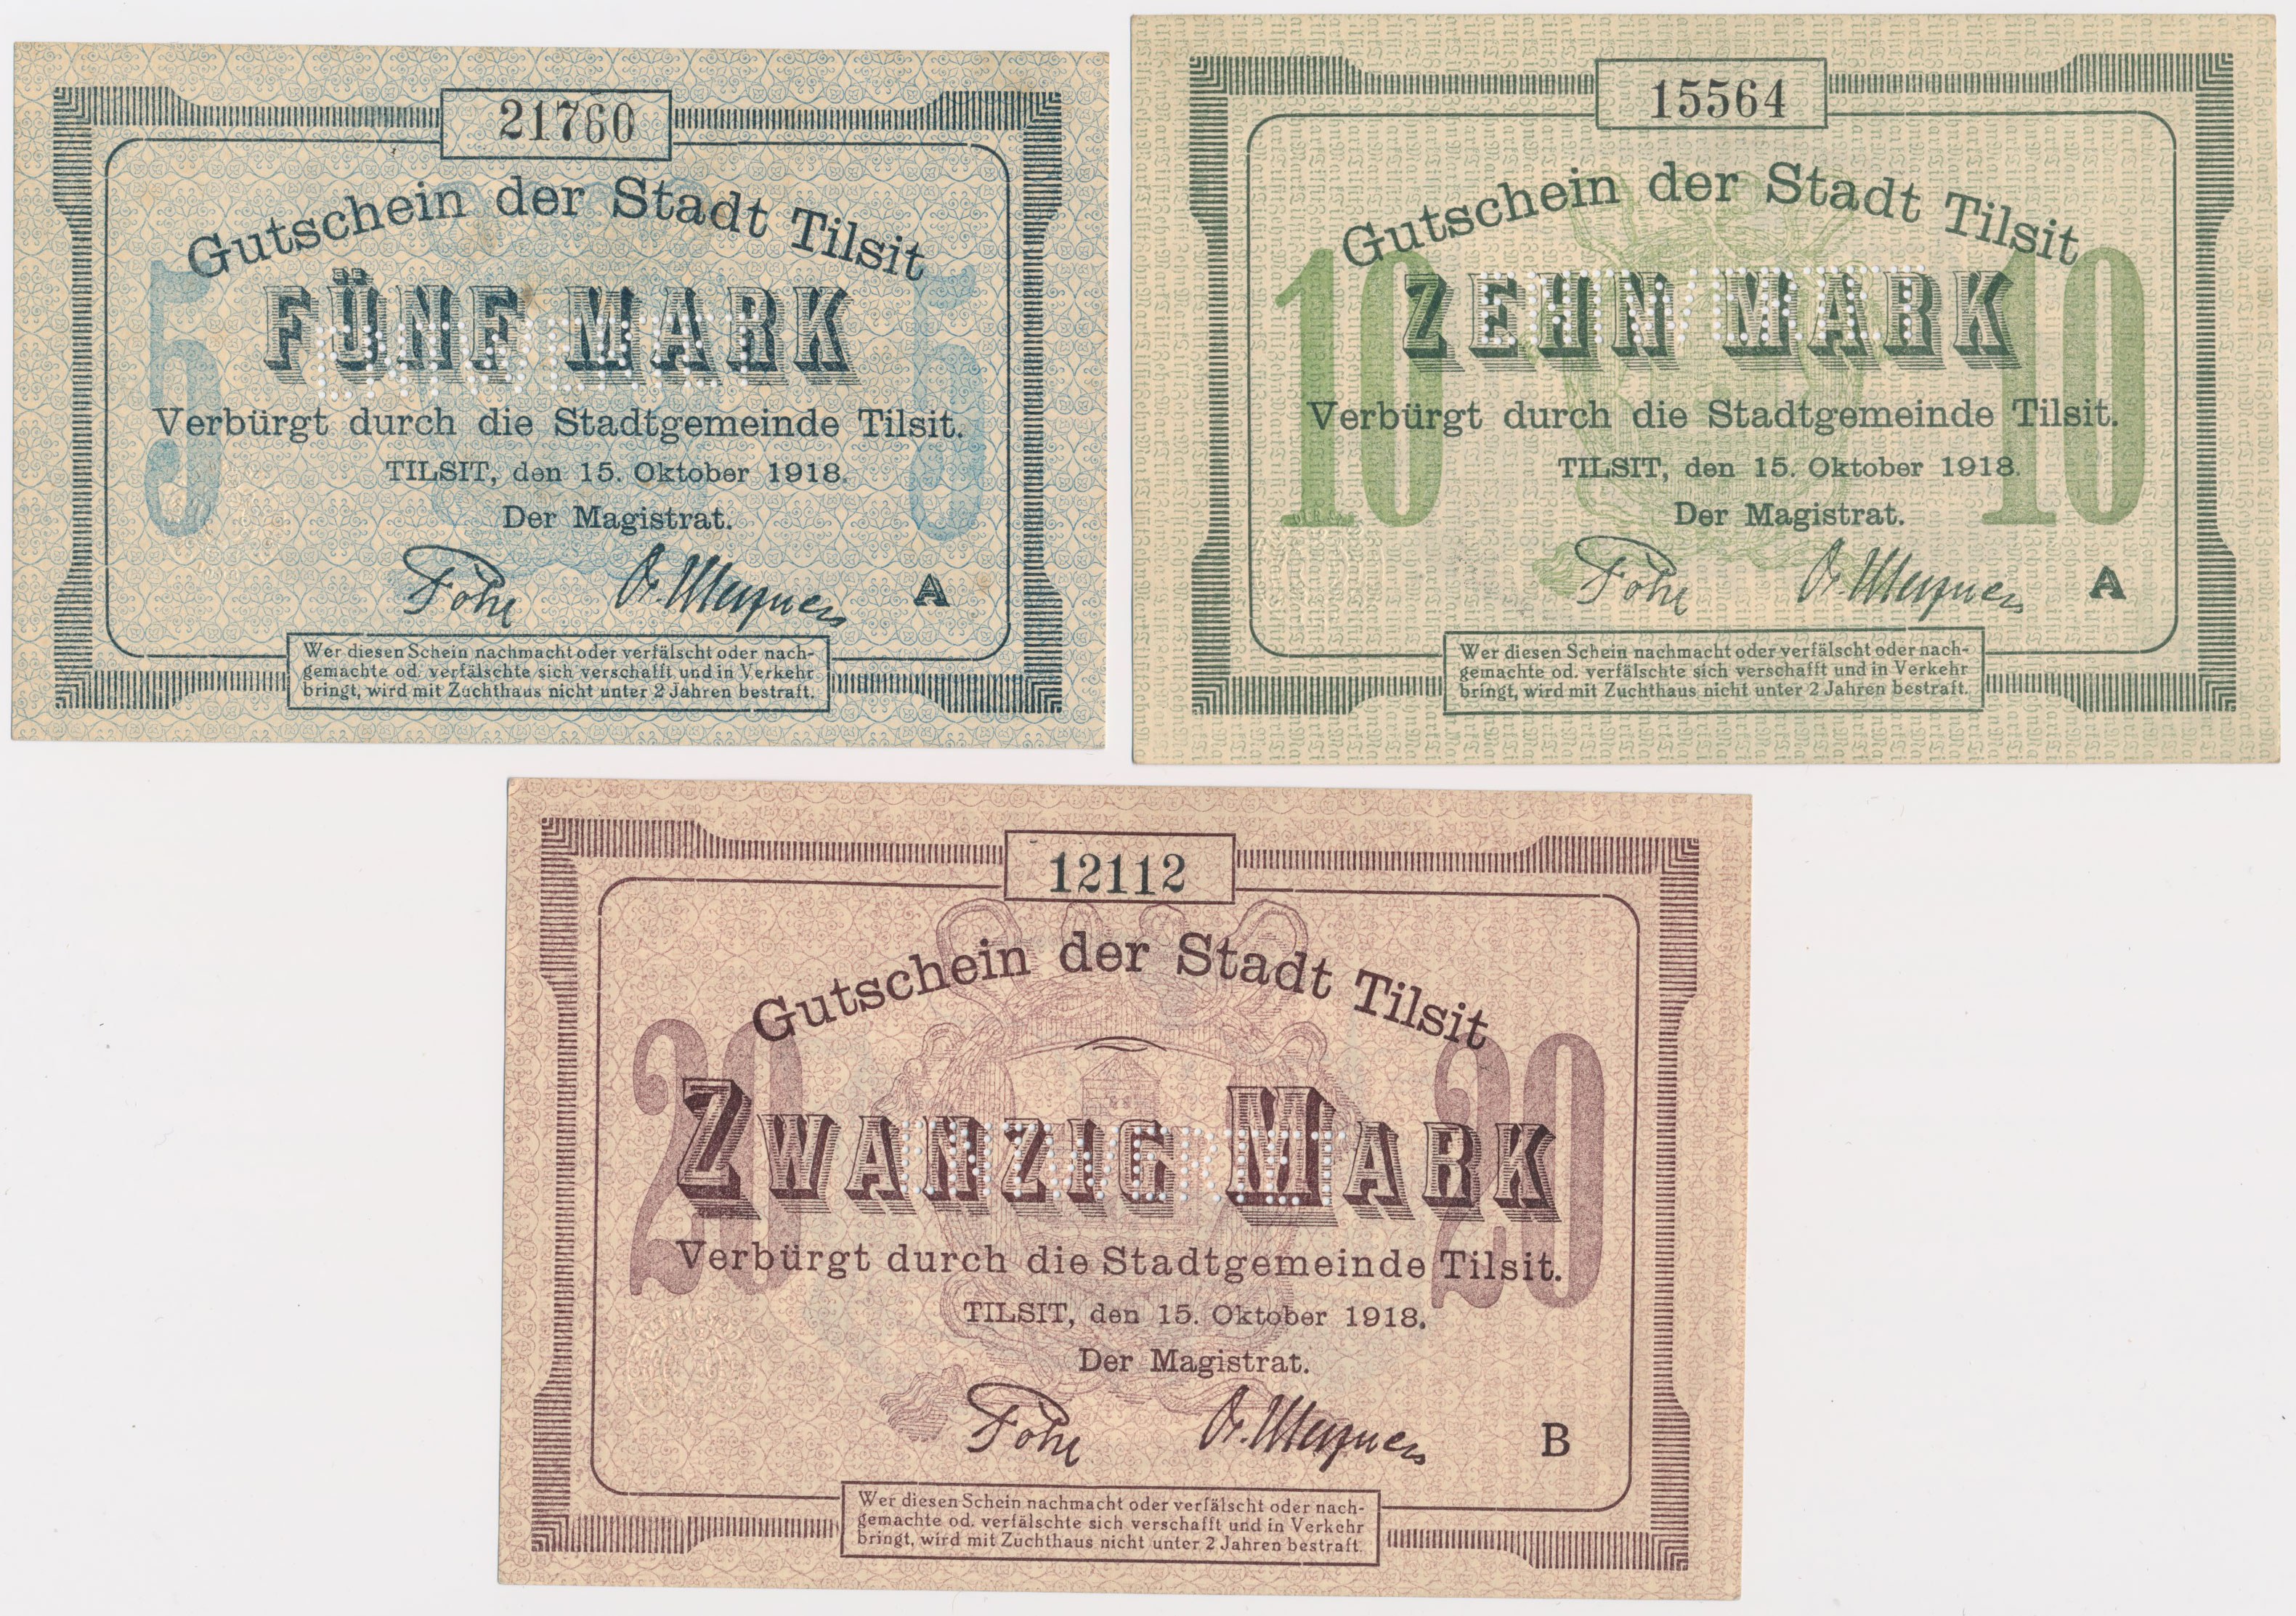 21760
Gutschein der Stadt Tilsit
5 5
FÜNF MARK
Verbürgt durch die Stadtgemeinde Tilsit.
TILSIT, den 15. Oktober 1918.
Der Magistrat.
A
Wer diesen Schein nachmacht oder verfälscht oder nach-
gemachte od. verfälschte sich verschafft und in Verkehr
bringt, wird mit Zuchthaus nicht unter 2 Jahren bestraft.
15564
Gutschein der Stadt Tilsit
10 10
ZEHN MARK
Verbürgt durch die Stadtgemeinde Tilsit.
TILSIT, den 15. Oktober 1918.
Der Magistrat.
A
Wer diesen Schein nachmacht oder verfälscht oder nach-
gemachte od. verfälschte sich verschafft und in Verkehr
bringt, wird mit Zuchthaus nicht unter 2 Jahren bestraft.
12112
Gutschein der Stadt Tilsit
20 20
ZWANZIG MARK
Verbürgt durch die Stadtgemeinde Tilsit.
TILSIT, den 15. Oktober 1918.
Der Magistrat.
B
Wer diesen Schein nachmacht oder verfälscht oder nach-
gemachte od. verfälschte sich verschafft und in Verkehr
bringt, wird mit Zuchthaus nicht unter 2 Jahren bestraft.